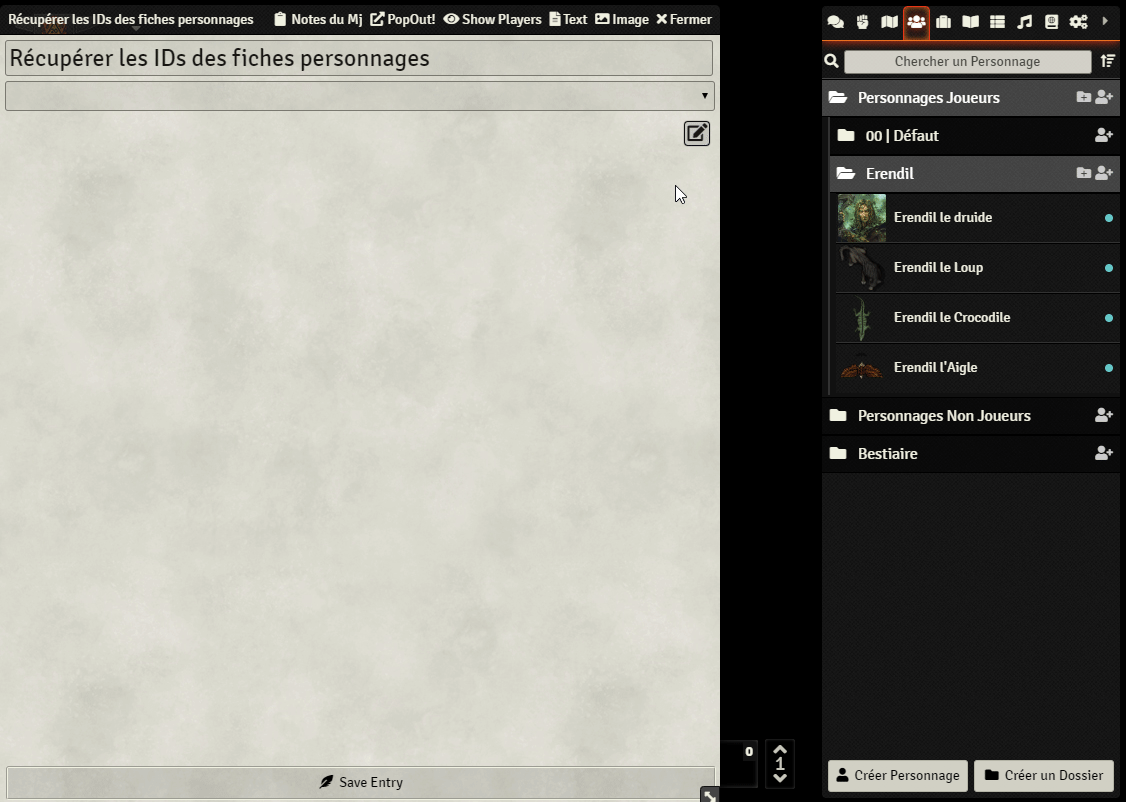 Récupérer les IDs des fiches personnages Notes du Mj PopOut! Show Players Text Image Fermer
Récupérer les IDs des fiches personnages
Save Entry
0
1
Chercher un Personnage
Personnages Joueurs
00 | Défaut
Erendil
Erendil le druide
Erendil le Loup
Erendil le Crocodile
Erendil l'Aigle
Personnages Non Joueurs
Bestiaire
Créer Personnage Créer un Dossier